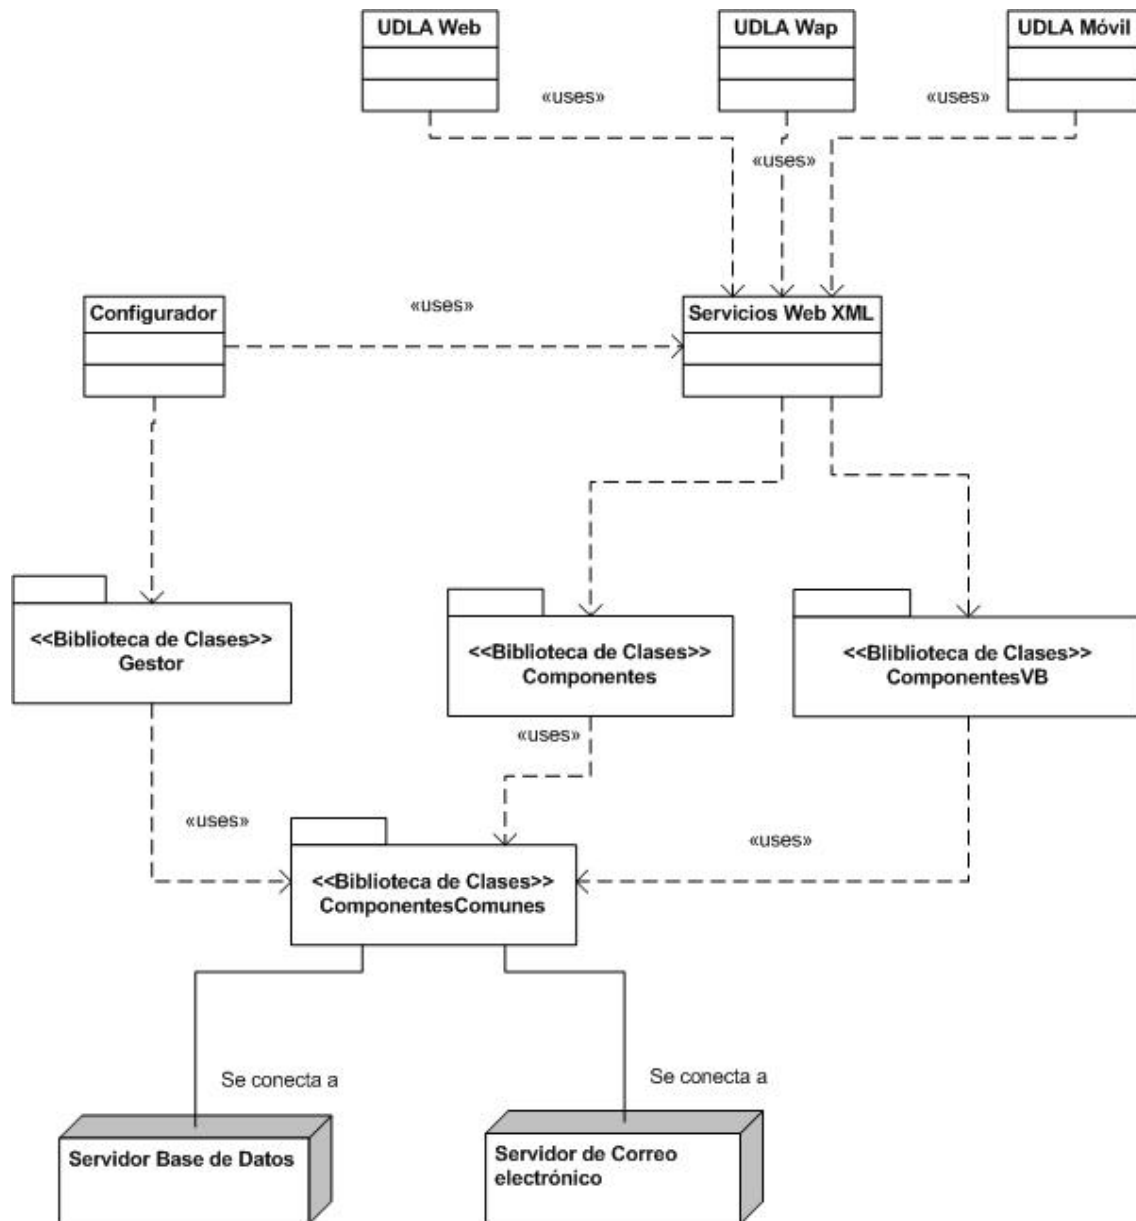 UDLA Web
UDLA Wap
UDLA Móvil
«uses»
«uses»
«uses»
Configurador
«uses»
Servicios Web XML
<<Biblioteca de Clases>>
Gestor
<<Biblioteca de Clases>>
Componentes
<<Bliblioteca de Clases>>
ComponentesVB
«uses»
«uses»
«uses»
<<Biblioteca de Clases>>
ComponentesComunes
Se conecta a
Se conecta a
Servidor Base de Datos
Servidor de Correo
electrónico